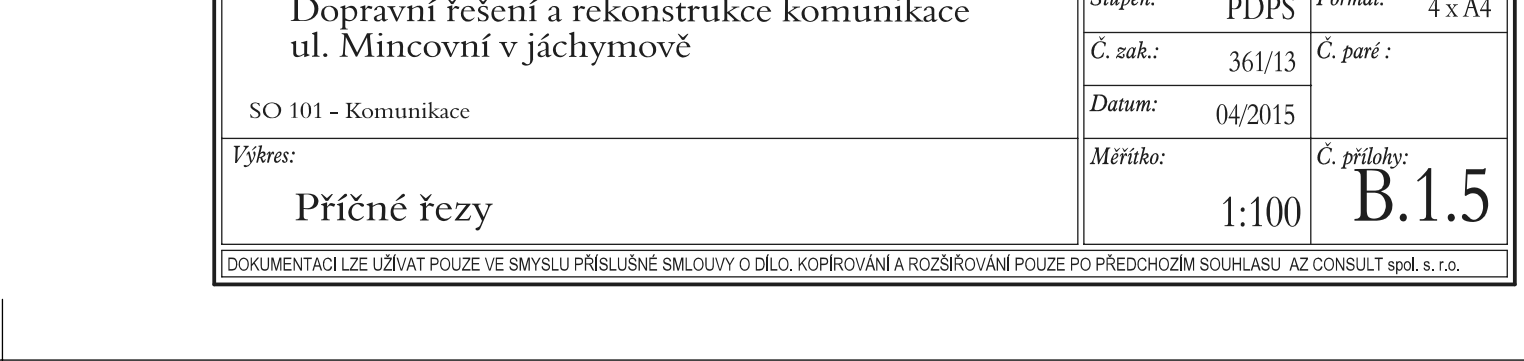 Dopravní řešení a rekonstrukce komunikace
ul. Mincovní v jáchymově
SO 101 - Komunikace
Výkres:
Příčné řezy
Stupeň: PDPS Formát: 4 x A4
Č. zak.: 361/13 Č. paré :
Datum: 04/2015
Měřítko: 1:100
Č. přílohy: B.1.5
DOKUMENTACI LZE UŽÍVAT POUZE VE SMYSLU PŘÍSLUŠNÉ SMLOUVY O DÍLO. KOPÍROVÁNÍ A ROZŠIŘOVÁNÍ POUZE PO PŘEDCHOZÍM SOUHLASU AZ CONSULT spol. s. r.o.